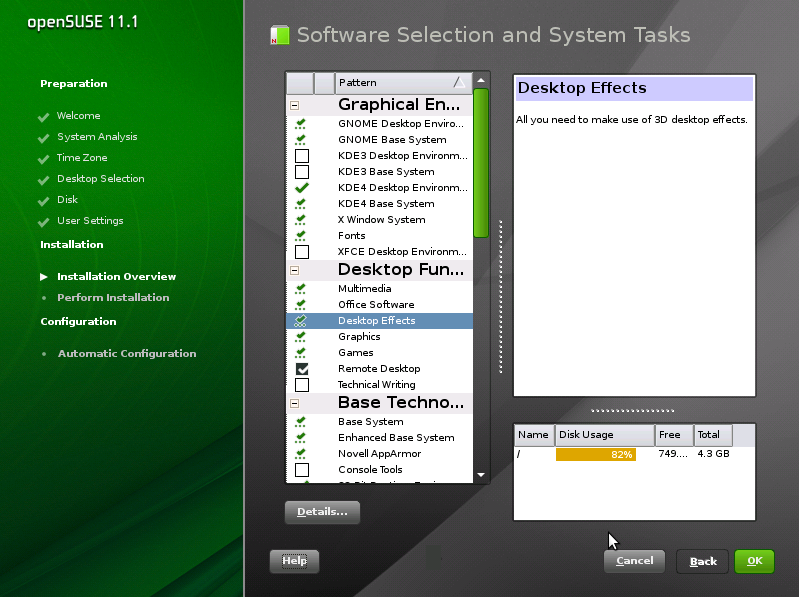 openSUSE 11.1
Preparation
Welcome
System Analysis
Time Zone
Desktop Selection
Disk
User Settings
Installation
Installation Overview
Perform Installation
Configuration
Automatic Configuration
Software Selection and System Tasks
Pattern
Graphical En...
GNOME Desktop Enviro...
GNOME Base System
KDE3 Desktop Environm...
KDE3 Base System
KDE4 Desktop Environm...
KDE4 Base System
X Window System
Fonts
XFCE Desktop Environm...
Desktop Fun...
Multimedia
Office Software
Desktop Effects
Graphics
Games
Remote Desktop
Technical Writing
Base Techno...
Base System
Enhanced Base System
Novell AppArmor
Console Tools
Details...
Desktop Effects
All you need to make use of 3D desktop effects.
Name Disk Usage Free Total
/ 82% 749.... 4.3 GB
Help
Cancel
Back
OK